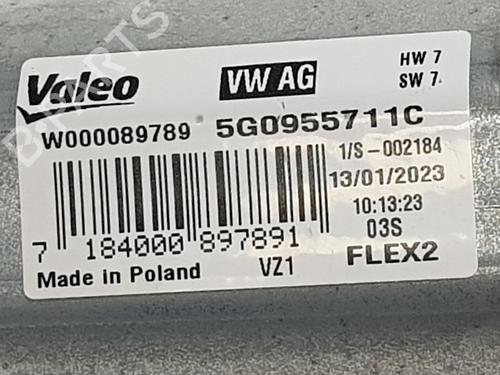 Valeo
VW AG
HW 7
SW 7
W000089789
5G0955711C
1/S-002184
13/01/2023
10:13:23
03S
7 184000 897891
Made in Poland
VZ1
FLEX2